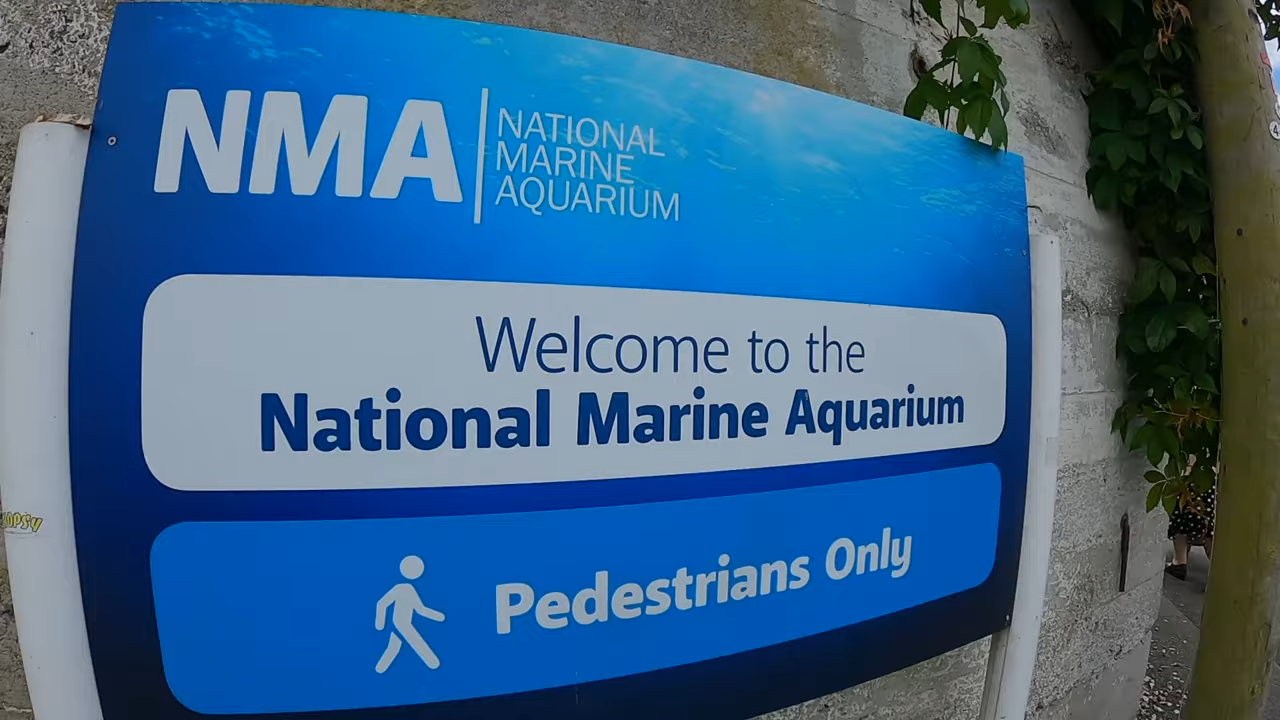 NMA
NATIONAL
MARINE
AQUARIUM
Welcome to the
National Marine Aquarium
Pedestrians Only